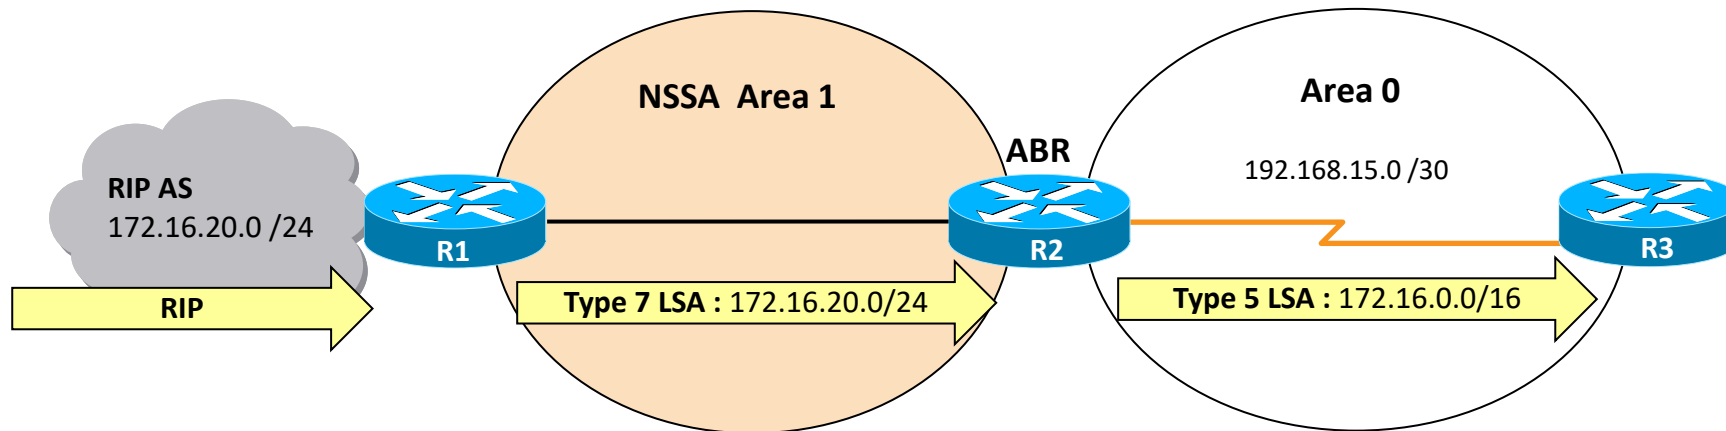 NSSA Area 1
Area 0
ABR
192.168.15.0 /30
RIP AS
172.16.20.0 /24
R1
R2
R3
RIP
Type 7 LSA : 172.16.20.0/24
Type 5 LSA : 172.16.0.0/16